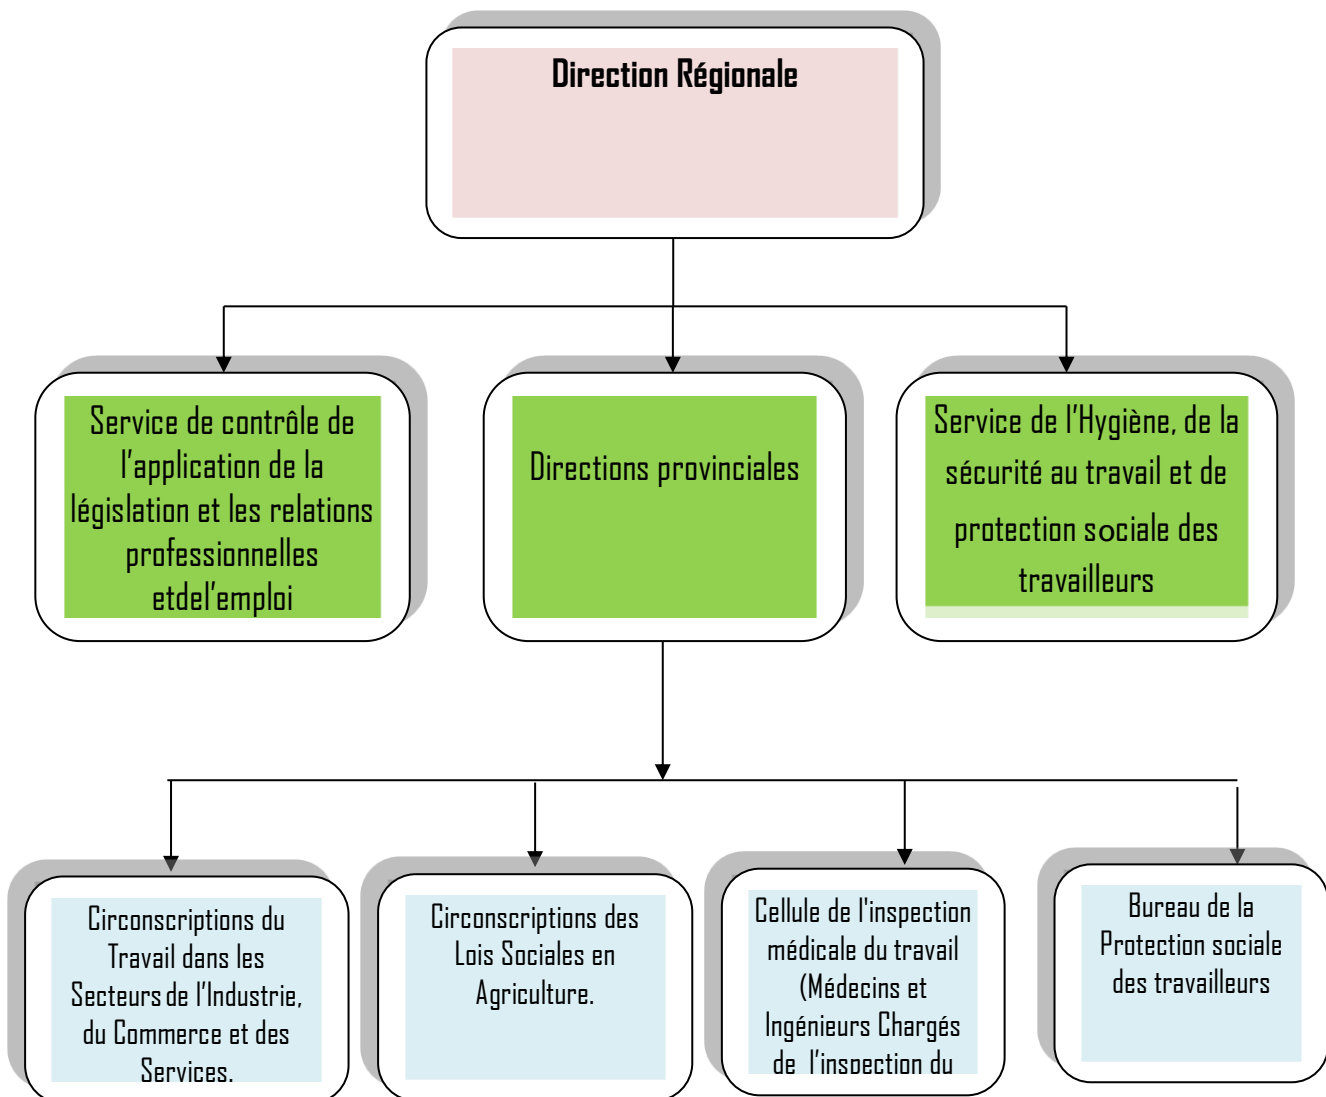 Direction Régionale
Service de contrôle de
l'application de la
législation et les relations
professionnelles
etdel'emploi
Directions provinciales
Service de l'Hygiène, de la
sécurité au travail et de
protection sociale des
travailleurs
Circonscriptions du
Travail dans les
Secteurs de l'Industrie,
du Commerce et des
Services.
Circonscriptions des
Lois Sociales en
Agriculture.
Cellule de l'inspection
médicale du travail
(Médecins et
Ingénieurs Chargés
de l'inspection du
Bureau de la
Protection sociale
des travailleurs